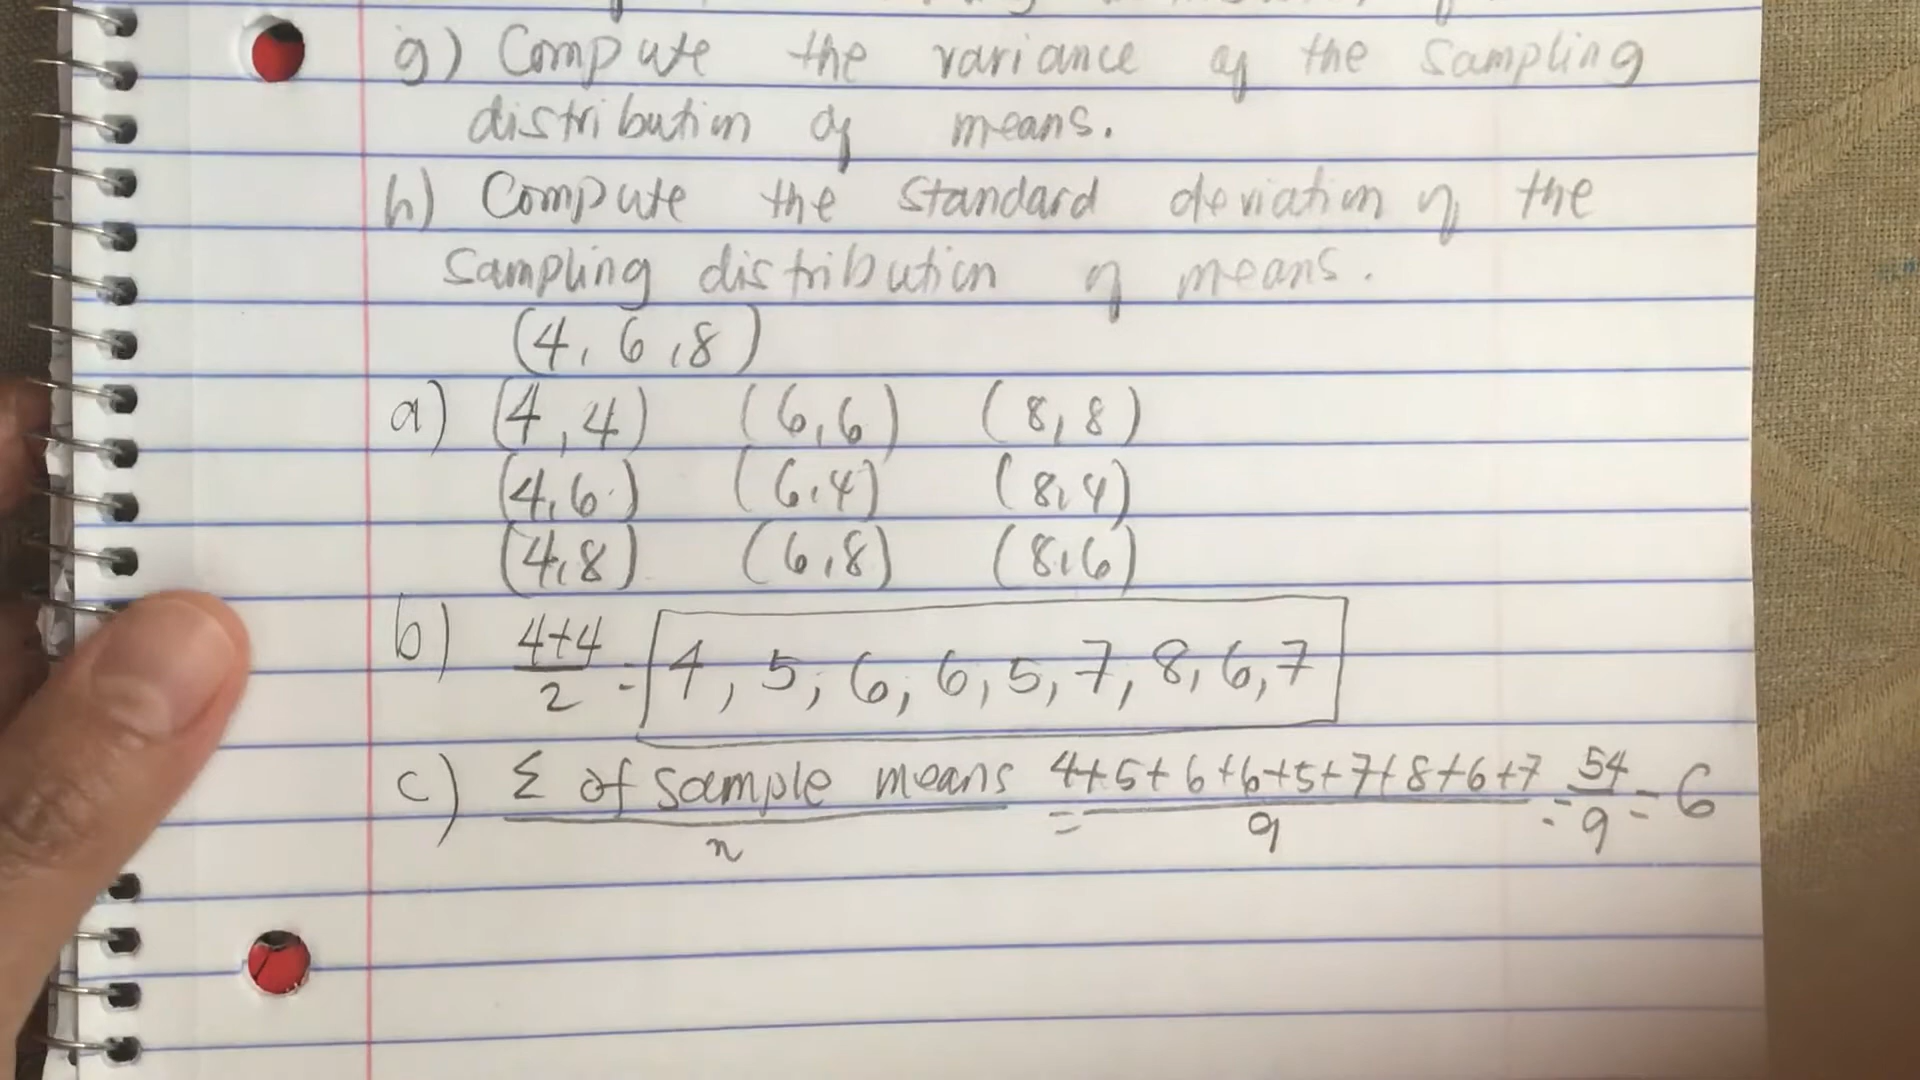 g) Compute the variance of the Sampling
distribution of means.
h) Compute the Standard deviation of the
Sampling distribution of means.
(4, 6, 8)
a) (4, 4) (6, 6) (8, 8)
(4, 6) (6, 4) (8, 4)
(4, 8) (6, 8) (8, 6)
b) 4+4/2 = 4, 5, 6, 6, 5, 7, 8, 6, 7
c) Σ of sample means/n = 4+5+6+6+5+7+8+6+7/9 = 54/9 = 6